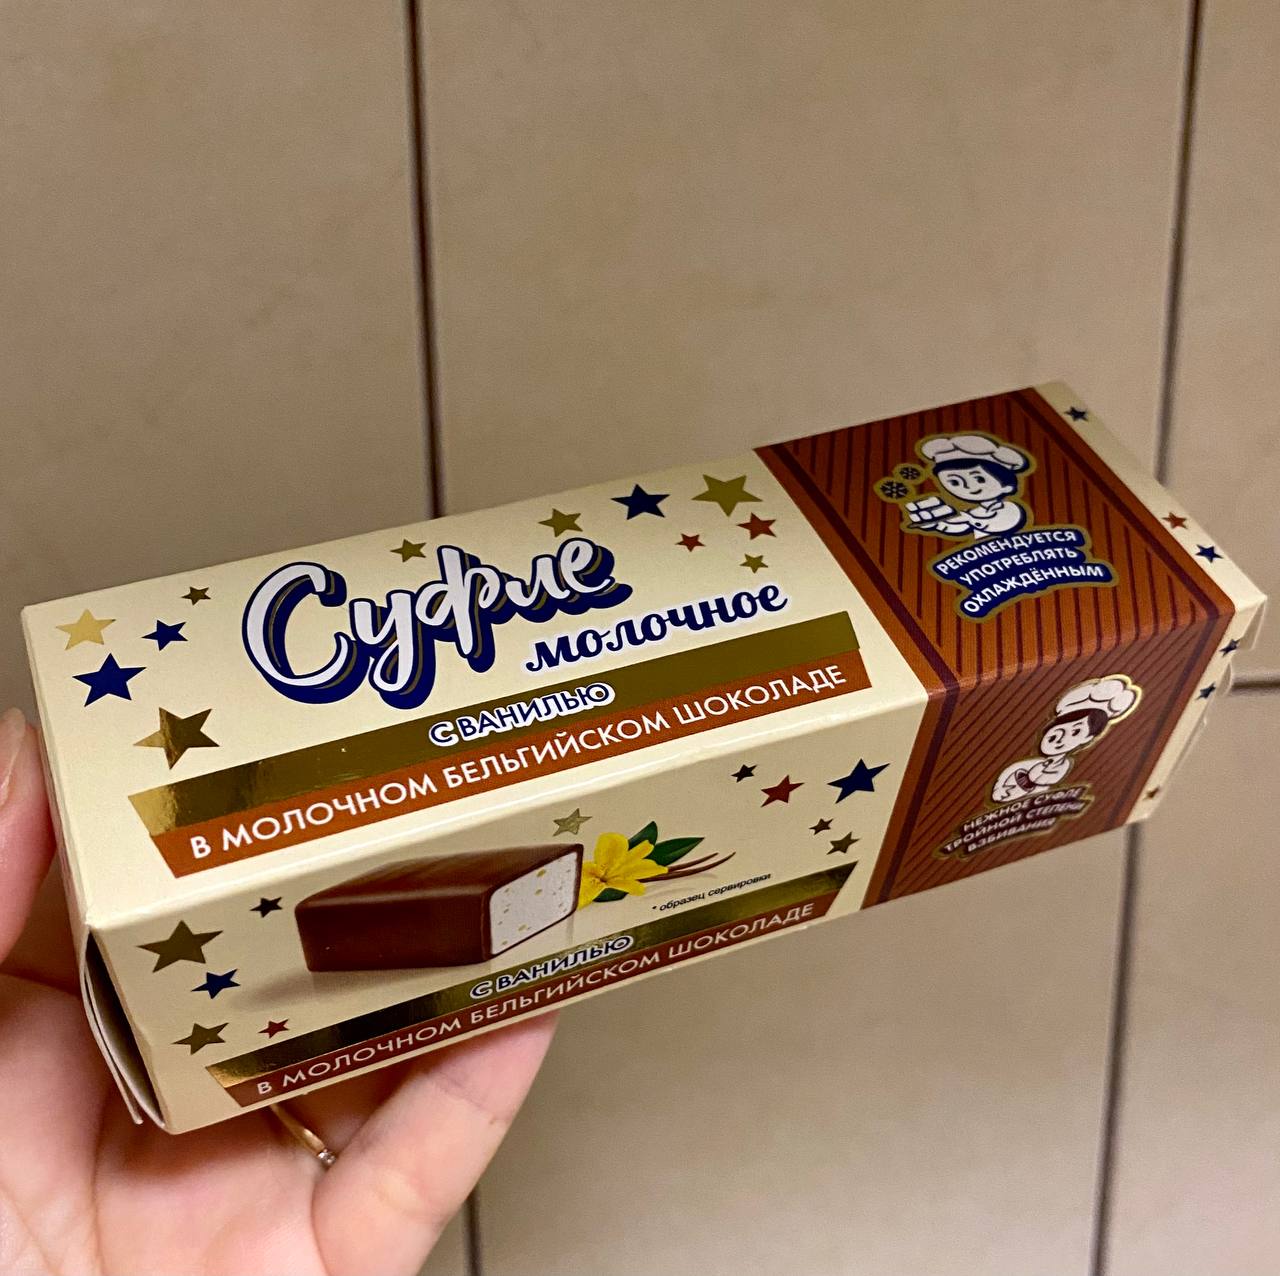 Суфле
молочное
С ВАНИЛЬЮ
В МОЛОЧНОМ БЕЛЬГИЙСКОМ ШОКОЛАДЕ
РЕКОМЕНДУЕТСЯ
УПОТРЕБЛЯТЬ
ОХЛАЖДЁННЫМ
* образец сервировки
С ВАНИЛЬЮ
В МОЛОЧНОМ БЕЛЬГИЙСКОМ ШОКОЛАДЕ
НЕЖНОЕ СУФЛЕ
ТРОЙНОЙ СТЕПЕНИ
ВЗБИВАНИЯ